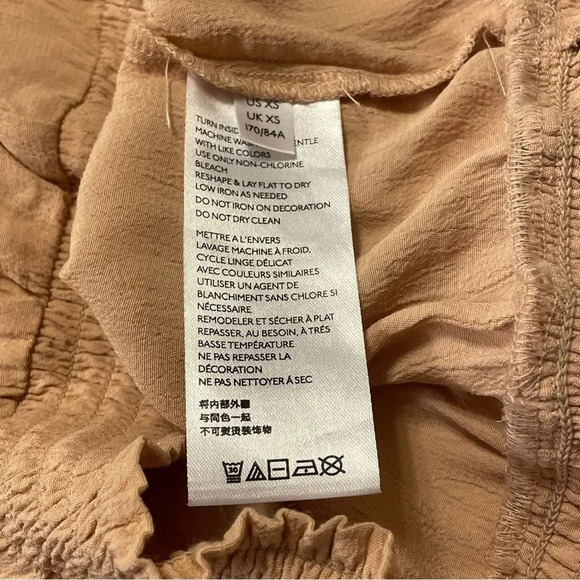 US XS
UK XS
170/84A
TURN INSID
MACHINE WAS ENTLE
WITH LIKE COLORS
USE ONLY NON-CHLORINE
BLEACH
RESHAPE & LAY FLAT TO DRY
LOW IRON AS NEEDED
DO NOT IRON ON DECORATION
DO NOT DRY CLEAN
METTRE A L'ENVERS
LAVAGE MACHINE À FROID,
CYCLE LINGE DÉLICAT
AVEC COULEURS SIMILAIRES
UTILISER UN AGENT DE
BLANCHIMENT SANS CHLORE SI
NÉCESSAIRE
REMODELER ET SÉCHER À PLAT
REPASSER, AU BESOIN, À TRÈS
BASSE TEMPÉRATURE
NE PAS REPASSER LA
DÉCORATION
NE PAS NETTOYER À SEC
将内部外翻
与同色一起
不可熨烫装饰物
30